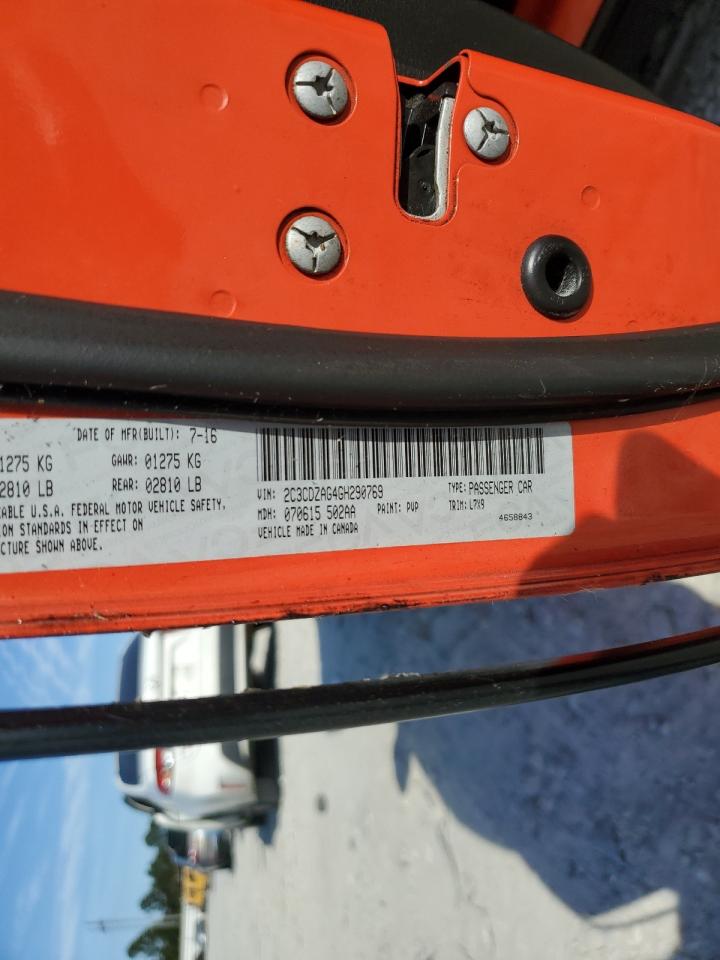 DATE OF MFR(BUILT): 7-16
1275 KG GAWR: 01275 KG
2810 LB REAR: 02810 LB
ABLE U.S.A. FEDERAL MOTOR VEHICLE SAFETY,
ION STANDARDS IN EFFECT ON
CTURE SHOWN ABOVE.
VIN: 2C3CDZAG4GH290769 TYPE: PASSENGER CAR
MDH: 070615 502AA PAINT: PVP TRIM: L7X9
VEHICLE MADE IN CANADA 4658843